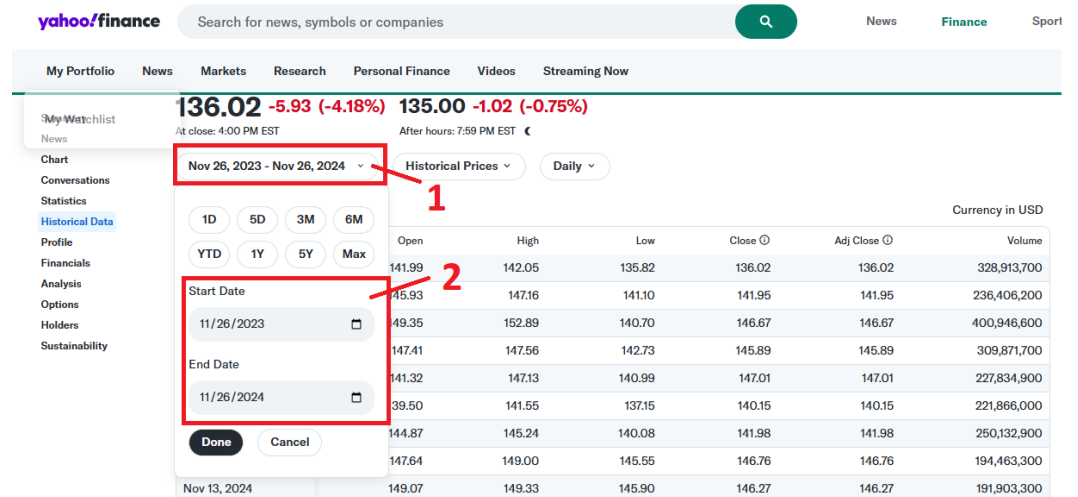 yahoo!finance Search for news, symbols or companies News Finance Sport
My Portfolio News Markets Research Personal Finance Videos Streaming Now
136.02 -5.93 (-4.18%) 135.00 -1.02 (-0.75%)
At close: 4:00 PM EST After hours: 7:59 PM EST
My Watchlist
News
Chart
Conversations
Statistics
Historical Data
Profile
Financials
Analysis
Options
Holders
Sustainability
Nov 26, 2023 - Nov 26, 2024 Historical Prices Daily
1
1D 5D 3M 6M
YTD 1Y 5Y Max
2
Start Date
11/26/2023
End Date
11/26/2024
Done Cancel
Currency in USD
Open High Low Close Adj Close Volume
141.99 142.05 135.82 136.02 136.02 328,913,700
45.93 147.16 141.10 141.95 141.95 236,406,200
49.35 152.89 140.70 146.67 146.67 400,946,600
147.41 147.56 142.73 145.89 145.89 309,871,700
141.32 147.13 140.99 147.01 147.01 227,834,900
39.50 141.55 137.15 140.15 140.15 221,866,000
144.87 145.24 140.08 141.98 141.98 250,132,900
147.64 149.00 145.55 146.76 146.76 194,463,300
Nov 13, 2024 149.07 149.33 145.90 146.27 146.27 191,903,300